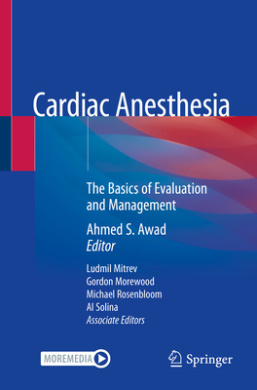 Cardiac Anesthesia
The Basics of Evaluation
and Management
Ahmed S. Awad
Editor
Ludmil Mitrev
Gordon Morewood
Michael Rosenbloom
Al Solina
Associate Editors
MOREMEDIA
Springer